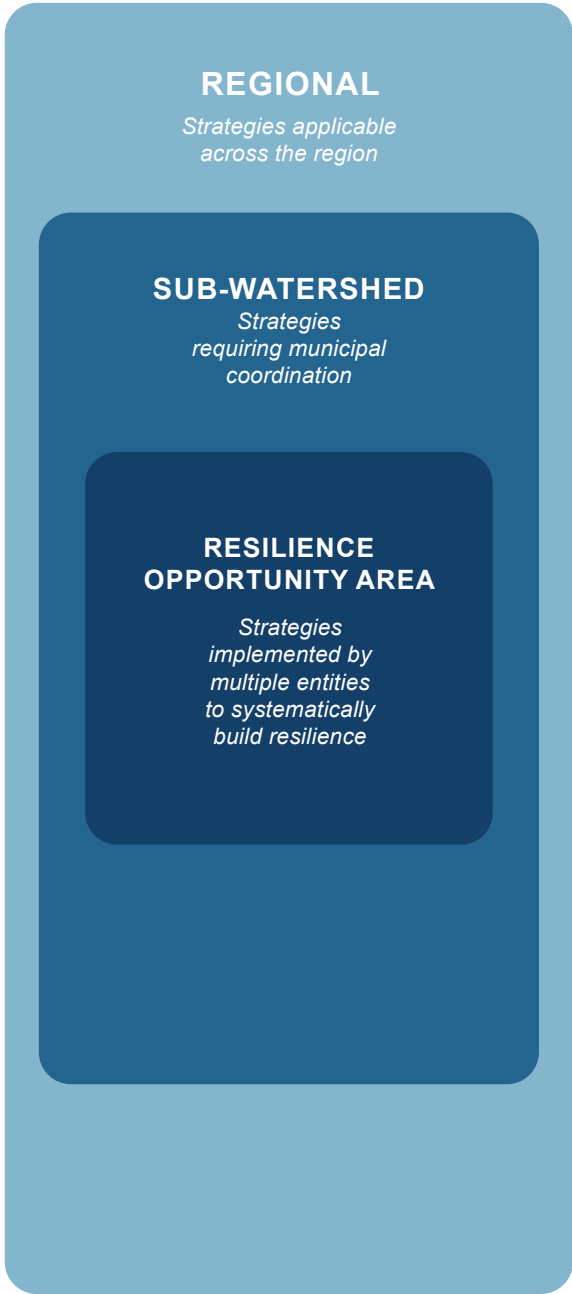 REGIONAL
Strategies applicable
across the region
SUB-WATERSHED
Strategies
requiring municipal
coordination
RESILIENCE
OPPORTUNITY AREA
Strategies
implemented by
multiple entities
to systematically
build resilience